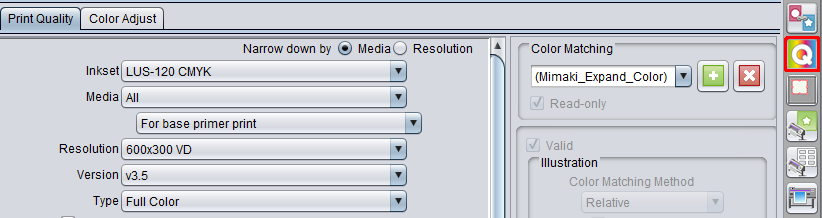 Print Quality
Color Adjust
Narrow down by Media Resolution
Inkset LUS-120 CMYK
Media All
For base primer print
Resolution 600x300 VD
Version v3.5
Type Full Color
Color Matching
(Mimaki_Expand_Color)
Read-only
Valid
Illustration
Color Matching Method
Relative
Q